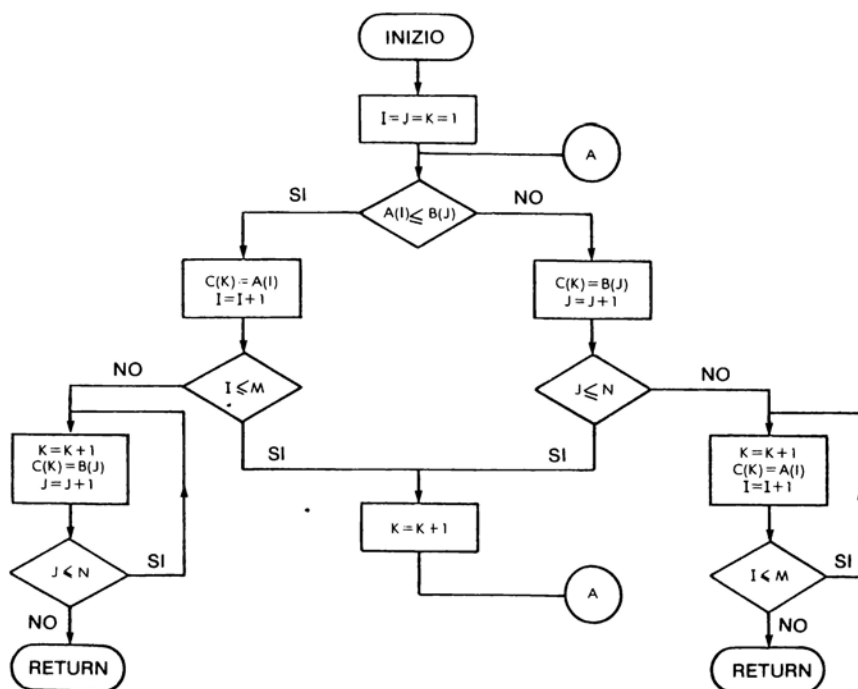 INIZIO
I=J=K=1
A
SI
A(I)≦B(J)
NO
C(K)=A(I)
I=I+1
C(K)=B(J)
J=J+1
NO
I⩽M
J≦N
NO
K=K+1
C(K)=B(J)
J=J+1
SI
SI
K=K+1
C(K)=A(I)
I=I+1
K=K+1
J⩽N
SI
A
I⩽M
SI
NO
NO
RETURN
RETURN